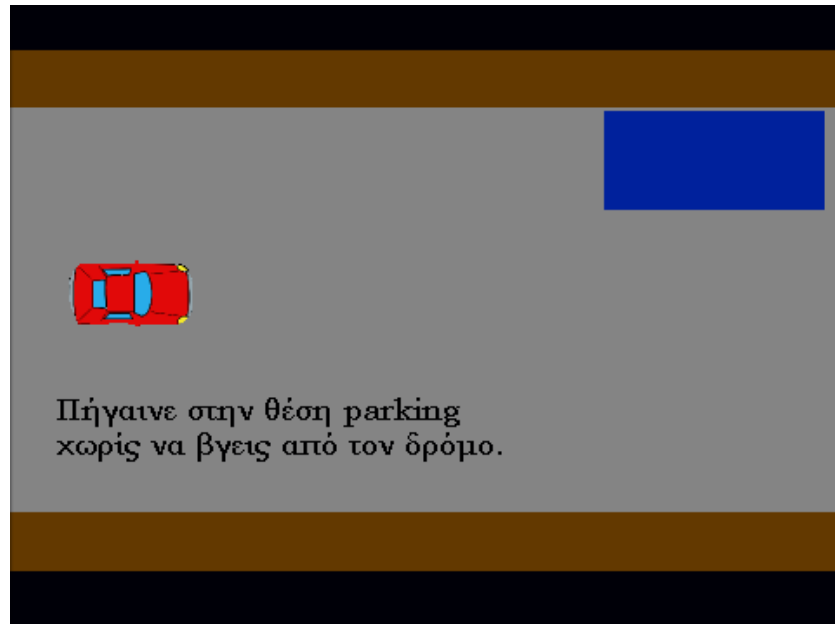 Πήγαινε στην θέση parking
χωρίς να βγεις από τον δρόμο.